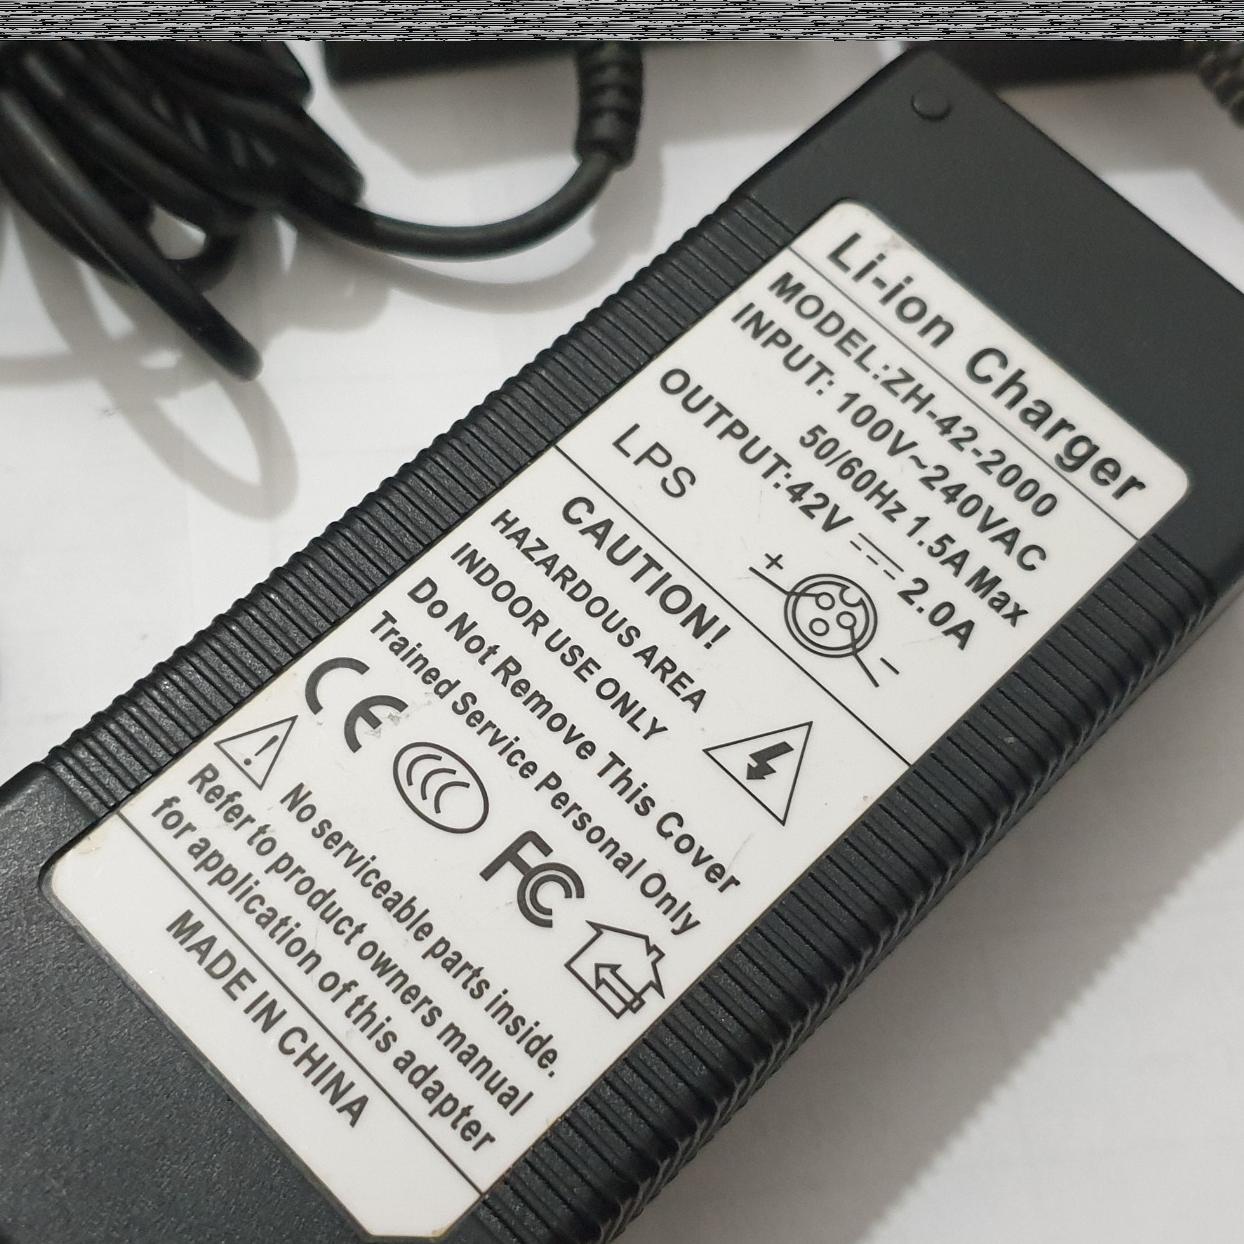 Li-ion Charger
MODEL:ZH-42-2000
INPUT: 100V~240VAC
50/60Hz 1.5A Max
OUTPUT:42V ⎓ 2.0A
LPS
+ -
CAUTION!
HAZARDOUS AREA
INDOOR USE ONLY
Do Not Remove This Cover
Trained Service Personal Only
CE CCC FC
No serviceable parts inside.
Refer to product owners manual
for application of this adapter
MADE IN CHINA